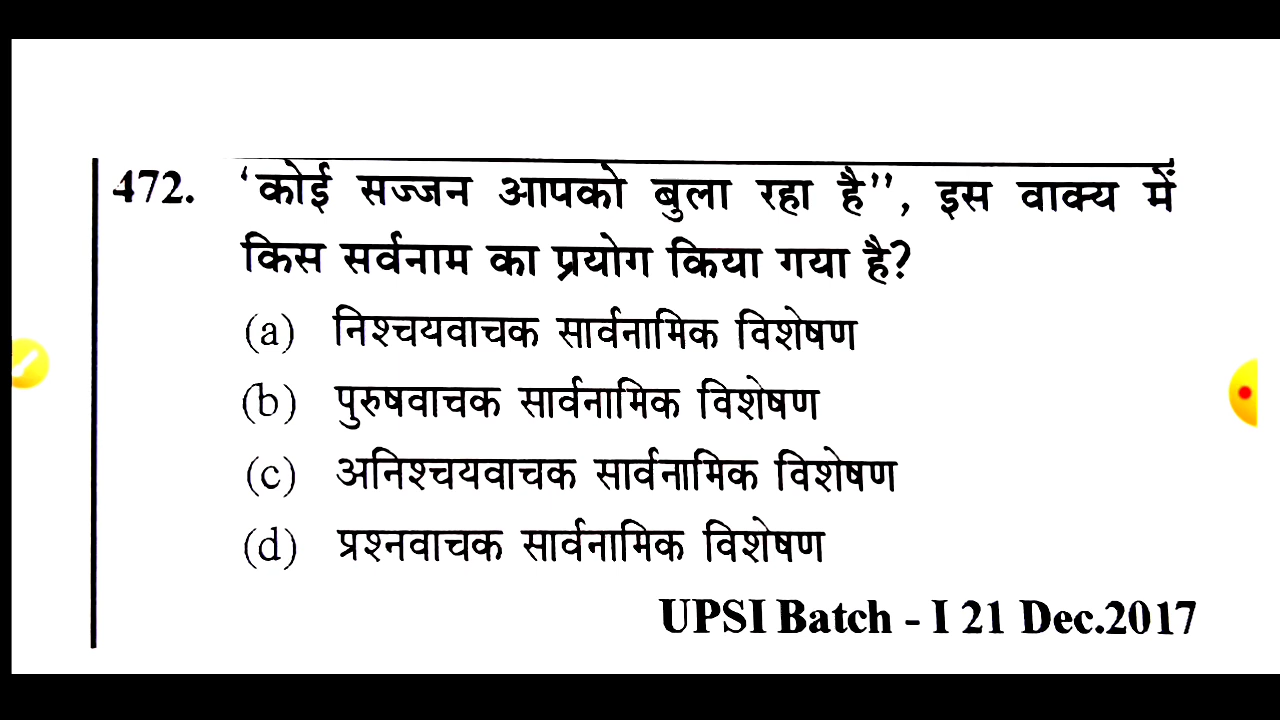 472. ‘कोई सज्जन आपको बुला रहा है’’, इस वाक्य में
किस सर्वनाम का प्रयोग किया गया है?
(a) निश्चयवाचक सार्वनामिक विशेषण
(b) पुरुषवाचक सार्वनामिक विशेषण
(c) अनिश्चयवाचक सार्वनामिक विशेषण
(d) प्रश्नवाचक सार्वनामिक विशेषण
UPSI Batch - I 21 Dec.2017